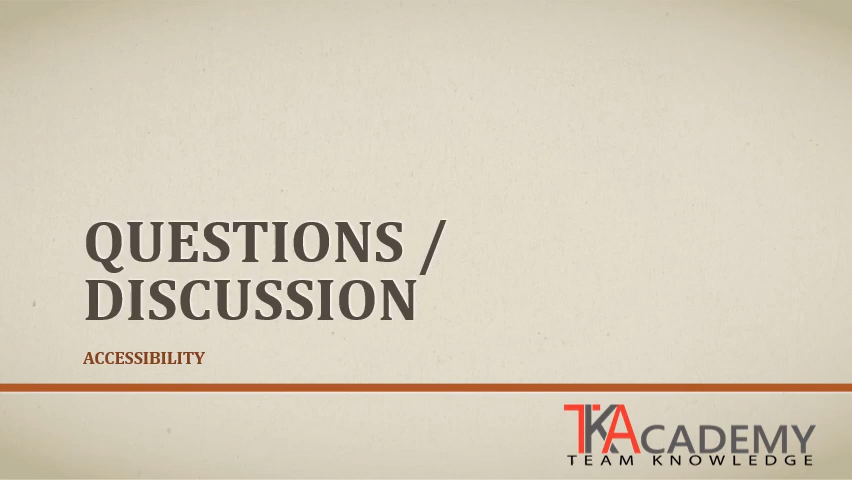 QUESTIONS /
DISCUSSION
ACCESSIBILITY
TKACADEMY
TEAM KNOWLEDGE